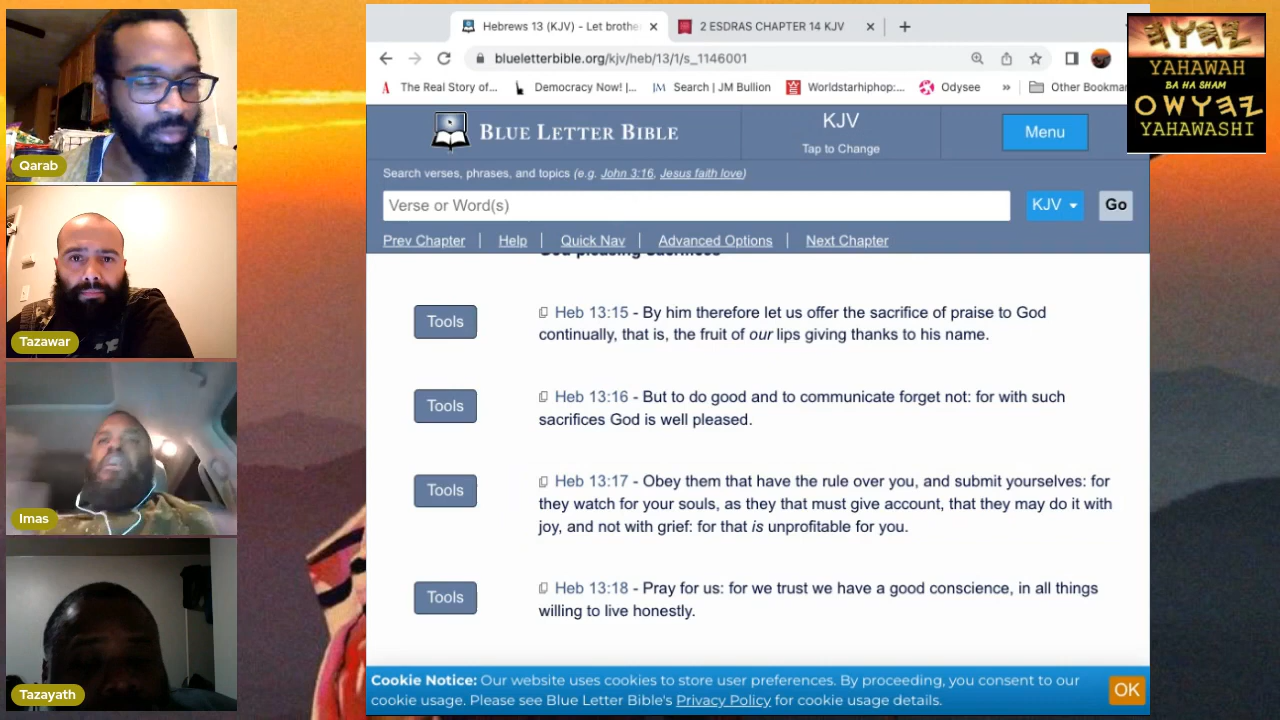 Qarab
Tazawar
Imas
Tazayath
Hebrews 13 (KJV) - Let brothe
2 ESDRAS CHAPTER 14 KJV
blueletterbible.org/kjv/heb/13/1/s_1146001
The Real Story of...
Democracy Now! |...
Search | JM Bullion
Worldstarhiphop:...
Odysee
»
Other Bookmar
BLUE LETTER BIBLE
KJV
Tap to Change
Menu
Search verses, phrases, and topics (e.g. John 3:16, Jesus faith love)
Verse or Word(s)
KJV
Go
Prev Chapter | Help | Quick Nav | Advanced Options | Next Chapter
God-pleasing Sacrifices
Tools
Heb 13:15 - By him therefore let us offer the sacrifice of praise to God
continually, that is, the fruit of our lips giving thanks to his name.
Tools
Heb 13:16 - But to do good and to communicate forget not: for with such
sacrifices God is well pleased.
Tools
Heb 13:17 - Obey them that have the rule over you, and submit yourselves: for
they watch for your souls, as they that must give account, that they may do it with
joy, and not with grief: for that is unprofitable for you.
Tools
Heb 13:18 - Pray for us: for we trust we have a good conscience, in all things
willing to live honestly.
Cookie Notice: Our website uses cookies to store user preferences. By proceeding, you consent to our
cookie usage. Please see Blue Letter Bible's Privacy Policy for cookie usage details.
OK
YAHAWAH
BA HA SHAM
YAHAWASHI